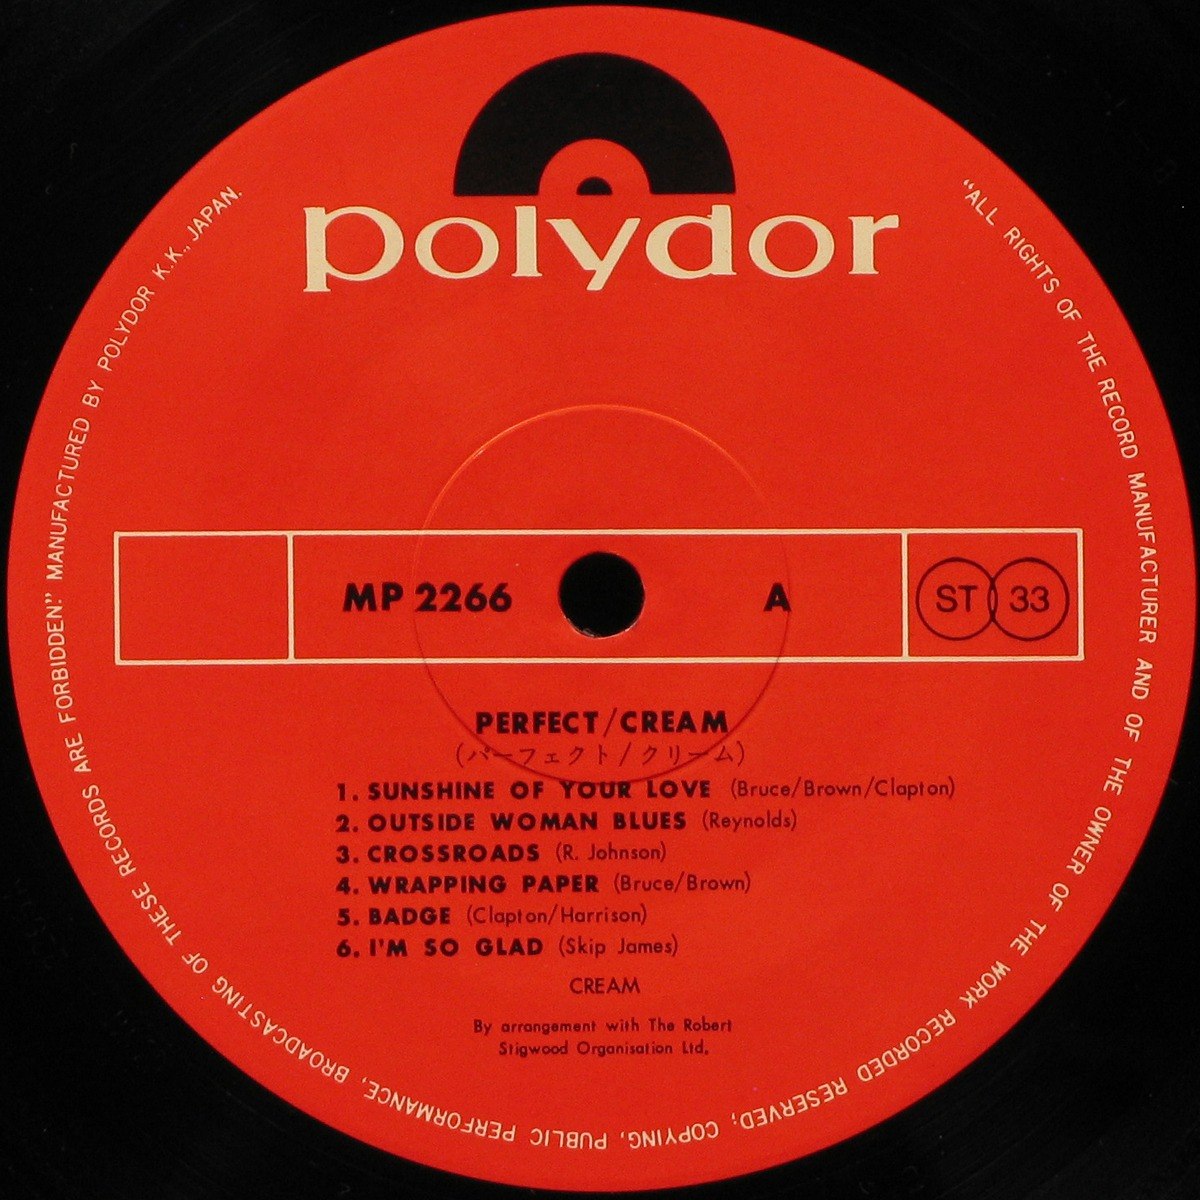 polydor
MP 2266
A
ST 33
PERFECT/CREAM
(パーフェクト/クリーム)
1. SUNSHINE OF YOUR LOVE (Bruce/Brown/Clapton)
2. OUTSIDE WOMAN BLUES (Reynolds)
3. CROSSROADS (R. Johnson)
4. WRAPPING PAPER (Bruce/Brown)
5. BADGE (Clapton/Harrison)
6. I'M SO GLAD (Skip James)
CREAM
By arrangement with The Robert
Stigwood Organisation Ltd,
"ALL RIGHTS OF THE RECORD MANUFACTURER AND OF THE OWNER OF THE WORK RECORDED RESERVED; COPYING, PUBLIC PERFORMANCE, BROADCASTING OF THESE RECORDS ARE FORBIDDEN." MANUFACTURED BY POLYDOR K.K., JAPAN.